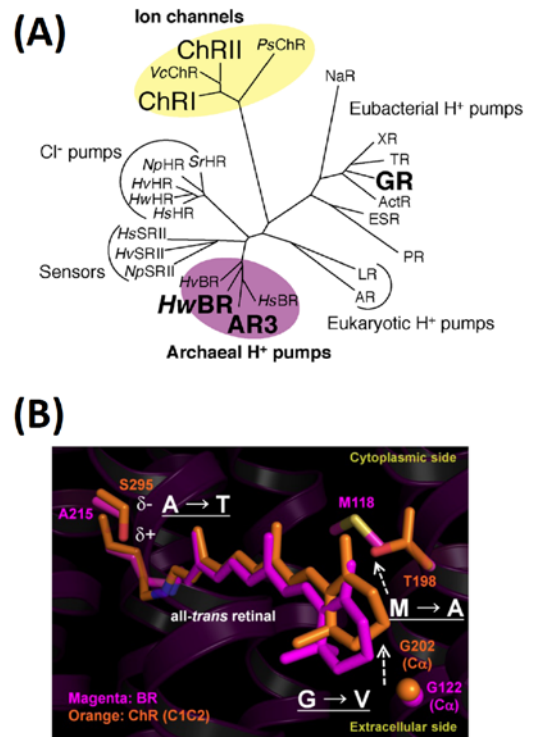 (A)
Ion channels
ChRII
PsChR
VcChR
ChRI
NaR
Eubacterial H+ pumps
Cl- pumps
XR
NpHR
SrHR
TR
HvHR
GR
HwHR
ActR
HsHR
ESR
HsSRII
HvSRII
PR
Sensors
NpSRII
LR
HvBR
HsBR
AR
HwBR
AR3
Eukaryotic H+ pumps
Archaeal H+ pumps
(B)
Cytoplasmic side
S295
A215
δ-
A → T
δ+
M118
all-trans retinal
T198
M → A
G202
(Cα)
G122
(Cα)
G → V
Magenta: BR
Orange: ChR (C1C2)
Extracellular side